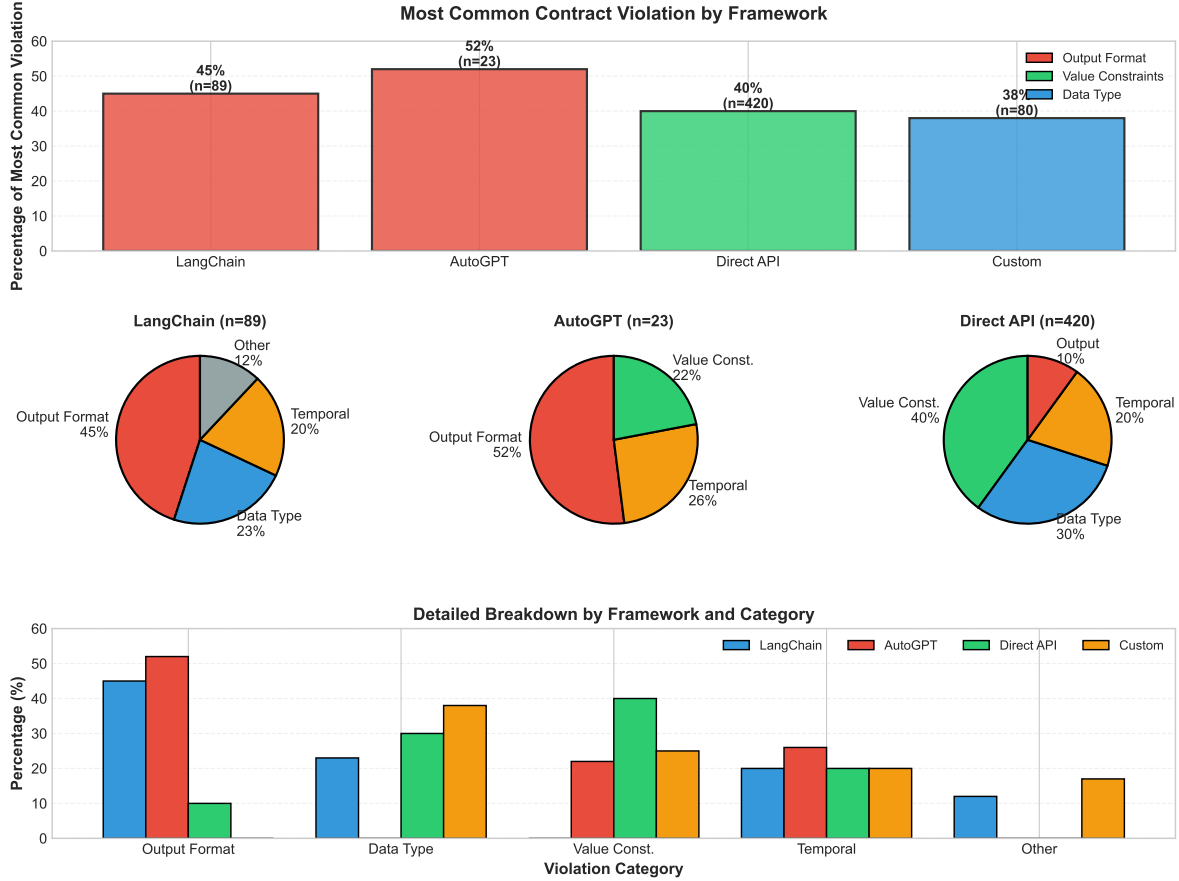 Most Common Contract Violation by Framework
Percentage of Most Common Violation
60
50
40
30
20
10
0
45%
(n=89)
52%
(n=23)
40%
(n=420)
38%
(n=80)
Output Format
Value Constraints
Data Type
LangChain
AutoGPT
Direct API
Custom
LangChain (n=89)
Other
12%
Temporal
20%
Output Format
45%
Data Type
23%
AutoGPT (n=23)
Value Const.
22%
Output Format
52%
Temporal
26%
Direct API (n=420)
Output
10%
Value Const.
40%
Temporal
20%
Data Type
30%
Detailed Breakdown by Framework and Category
Percentage (%)
60
50
40
30
20
10
0
LangChain
AutoGPT
Direct API
Custom
Output Format
Data Type
Value Const.
Temporal
Other
Violation Category